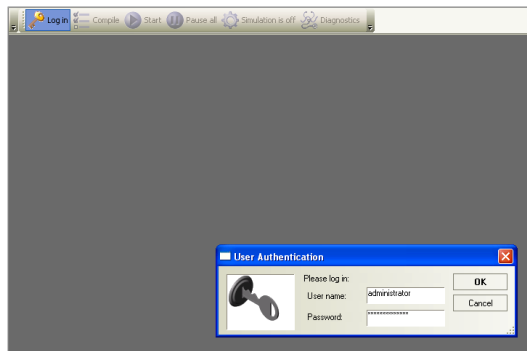 Log in Compile Start Pause all Simulation is off Diagnostics
User Authentication
Please log in:
User name: administrator
OK
Cancel
Password: *************